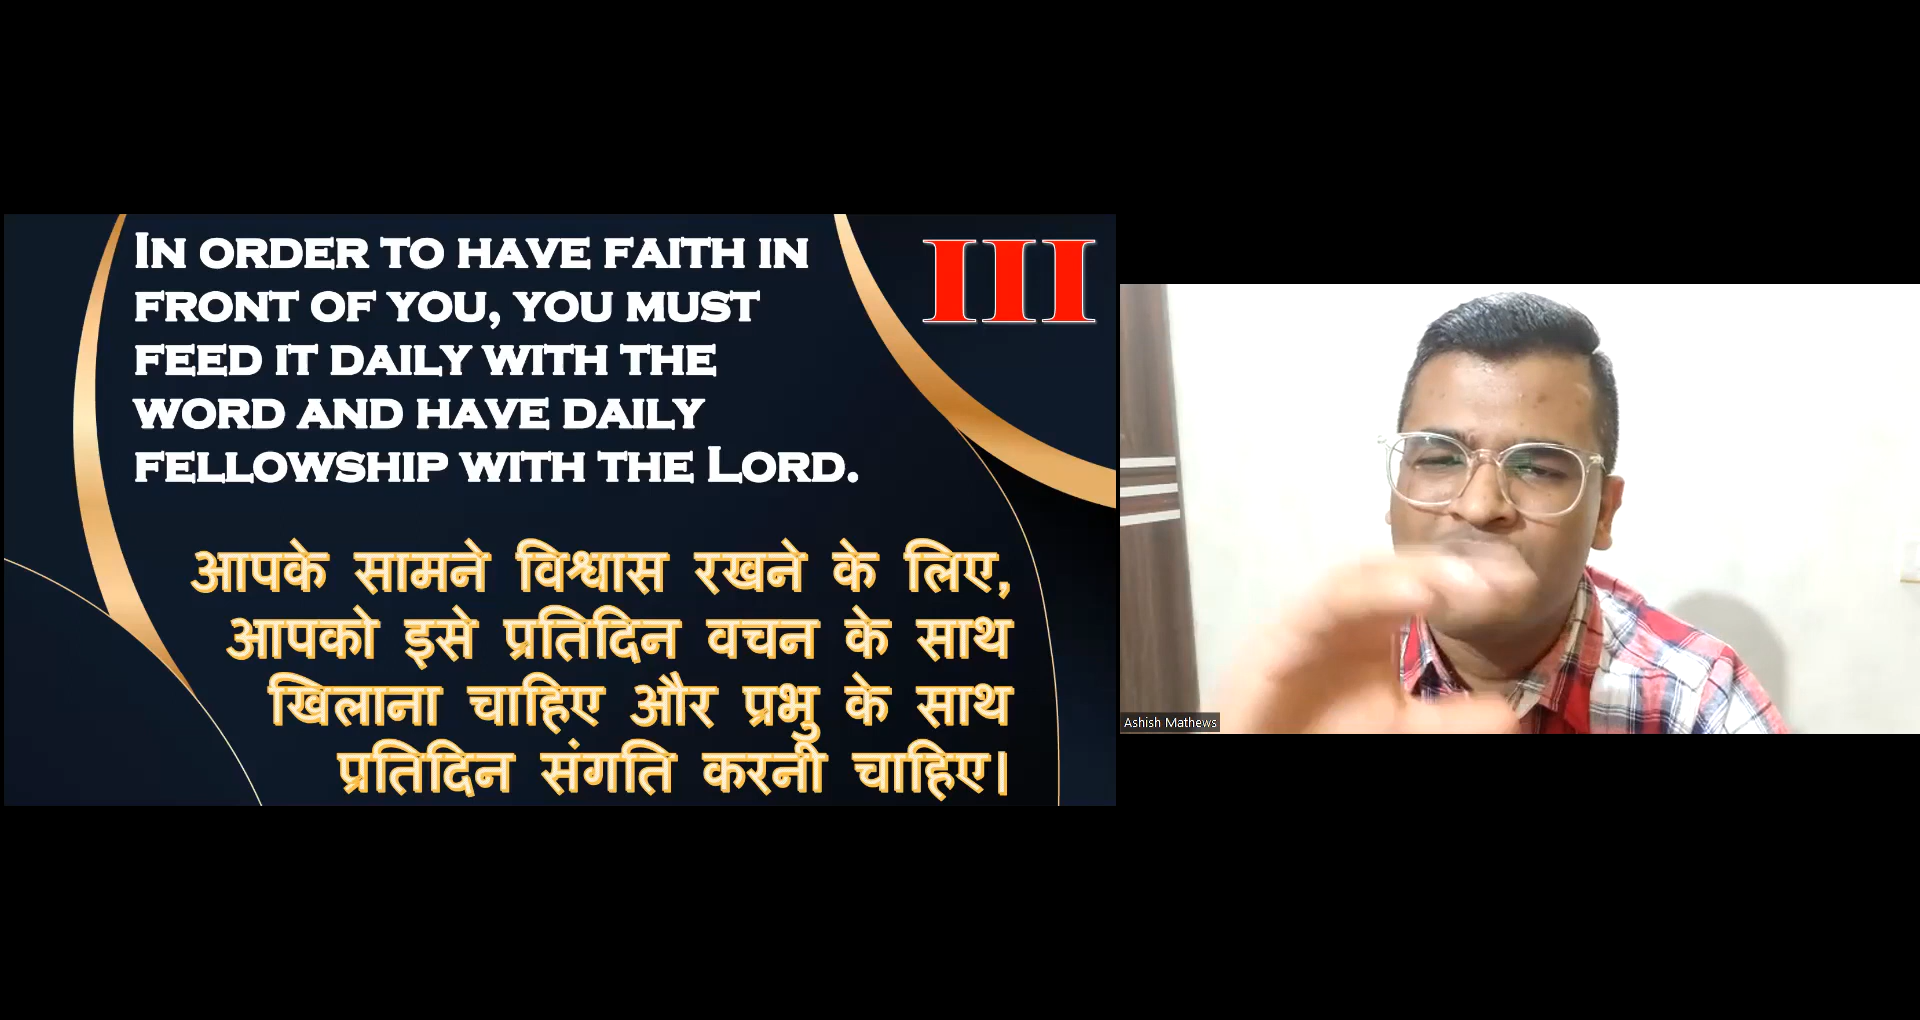 In order to have faith in
front of you, you must
feed it daily with the
word and have daily
fellowship with the Lord.
III
आपके सामने विश्वास रखने के लिए,
आपको इसे प्रतिदिन वचन के साथ
खिलाना चाहिए और प्रभु के साथ
प्रतिदिन संगति करनी चाहिए।
Ashish Mathews